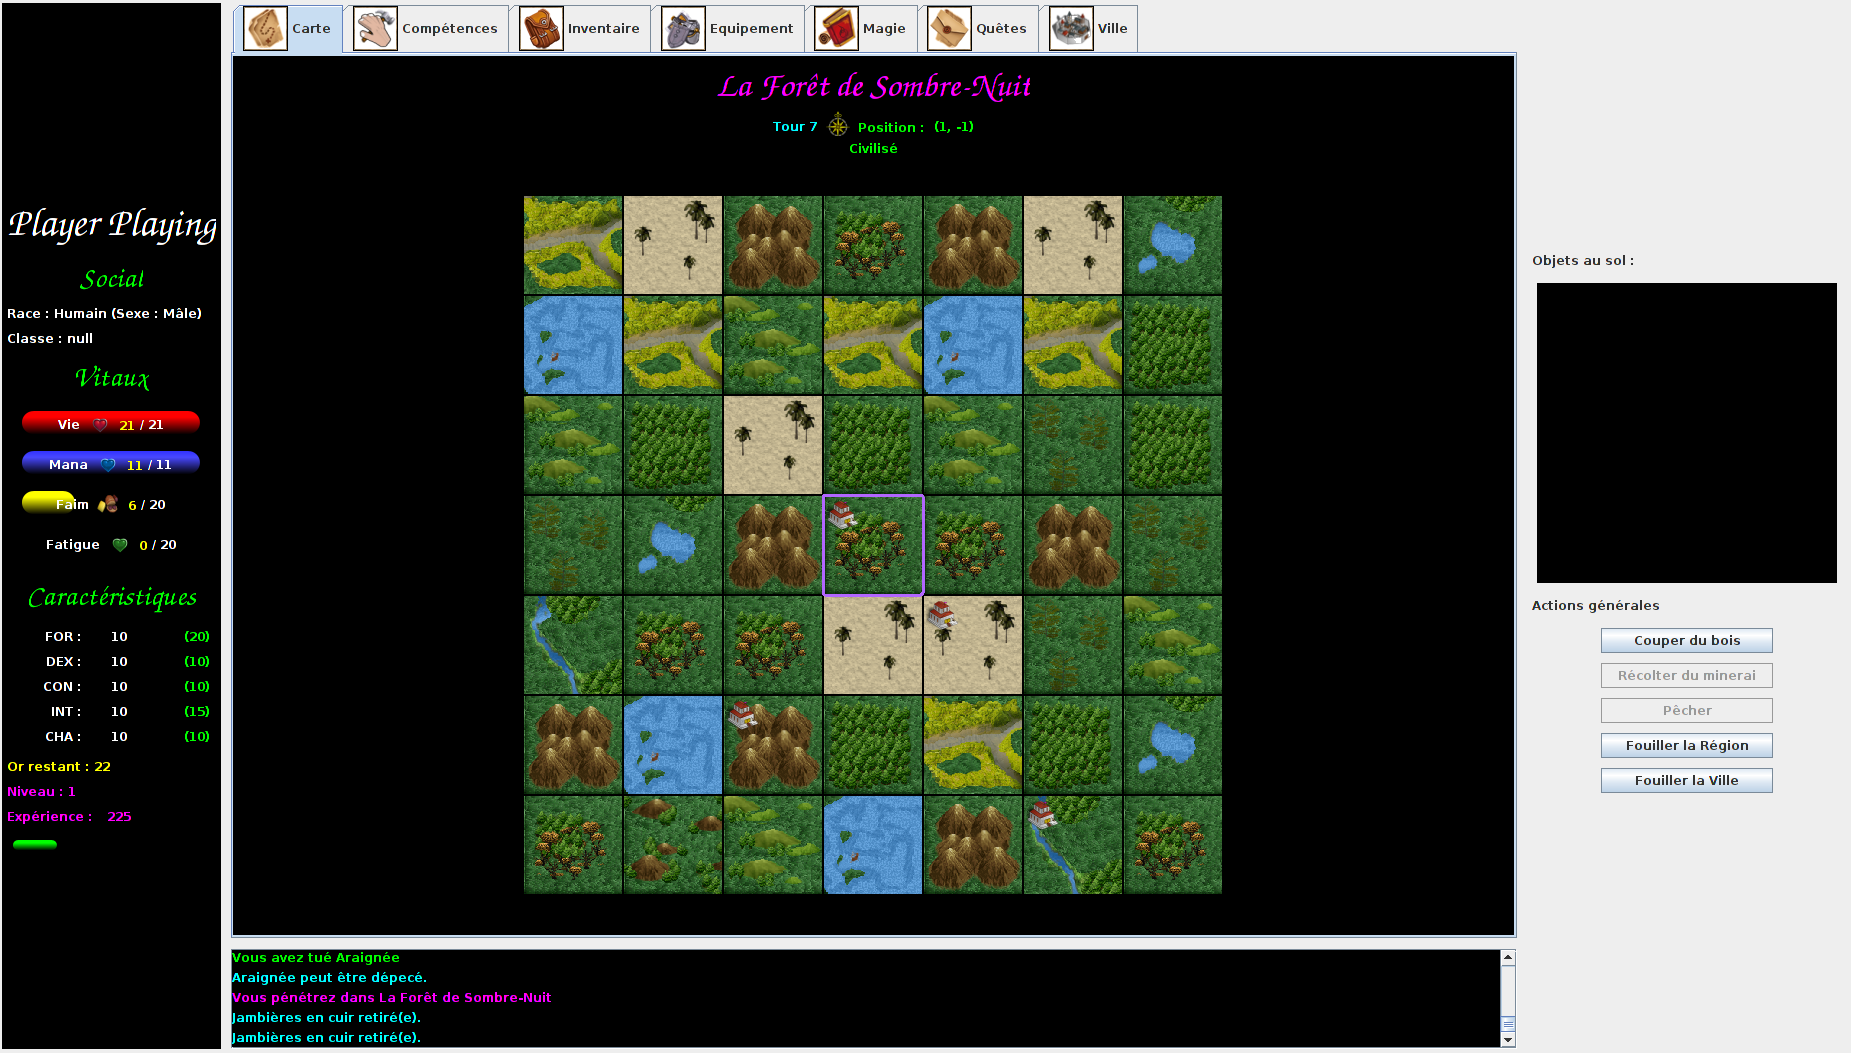 Carte
Compétences
Inventaire
Equipement
Magie
Quêtes
Ville
La Forêt de Sombre-Nuit
Tour 7 Position : (1, -1)
Civilisé
Player Playing
Social
Race : Humain (Sexe : Mâle)
Classe : null
Vitaux
Vie 21 / 21
Mana 11 / 11
Faim 6 / 20
Fatigue 0 / 20
Caractéristiques
FOR : 10 (20)
DEX : 10 (10)
CON : 10 (10)
INT : 10 (15)
CHA : 10 (10)
Or restant : 22
Niveau : 1
Expérience : 225
Vous avez tué Araignée
Araignée peut être dépecé.
Vous pénétrez dans La Forêt de Sombre-Nuit
Jambières en cuir retiré(e).
Jambières en cuir retiré(e).
Objets au sol :
Actions générales
Couper du bois
Récolter du minerai
Pêcher
Fouiller la Région
Fouiller la Ville